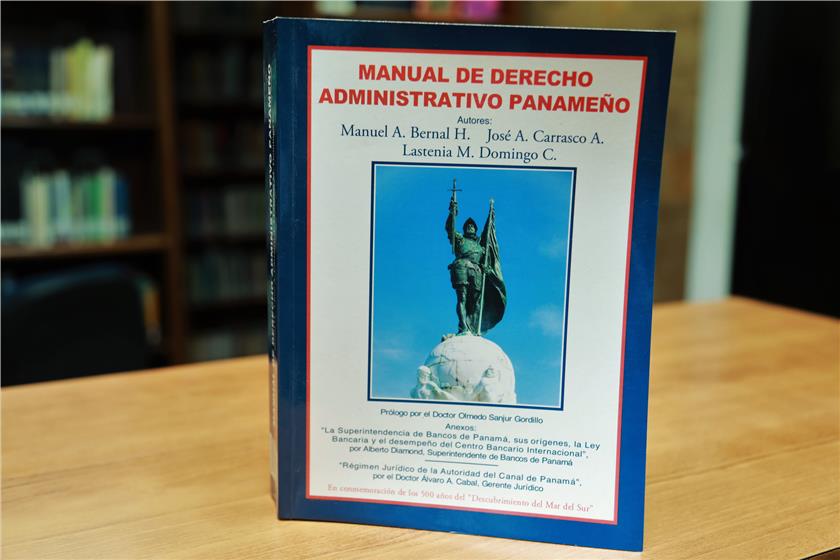 MANUAL DE DERECHO
ADMINISTRATIVO PANAMEÑO
Autores:
Manuel A. Bernal H. José A. Carrasco A.
Lastenia M. Domingo C.
Prólogo por el Doctor Olmedo Sanjur Gordillo
Anexos:
"La Superintendencia de Bancos de Panamá, sus orígenes, la Ley
Bancaria y el desempeño del Centro Bancario Internacional",
por Alberto Diamond, Superintendente de Bancos de Panamá
"Régimen Jurídico de la Autoridad del Canal de Panamá",
por el Doctor Álvaro A. Cabal, Gerente Jurídico
En conmemoración de los 500 años del "Descubrimiento del Mar del Sur"
MANUAL DE DERECHO ADMINISTRATIVO PANAMEÑO